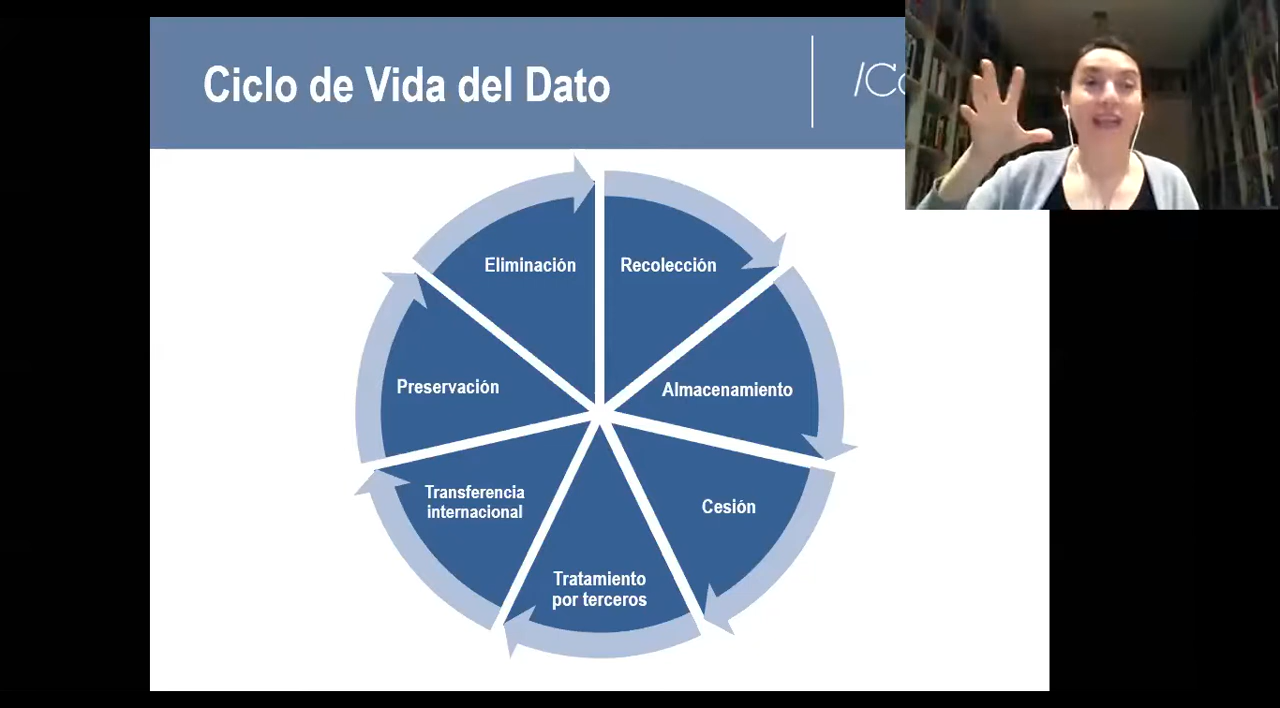 Ciclo de Vida del Dato
Eliminación
Recolección
Preservación
Almacenamiento
Transferencia
internacional
Cesión
Tratamiento
por terceros